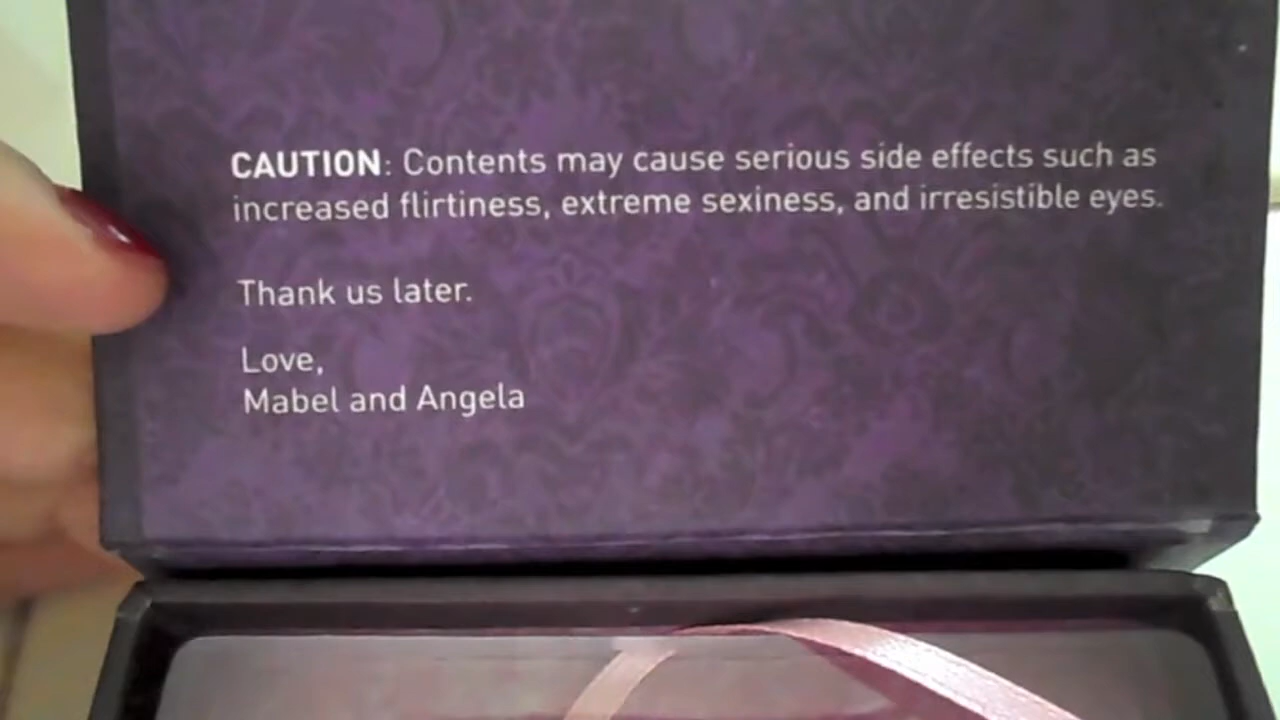 CAUTION: Contents may cause serious side effects such as
increased flirtiness, extreme sexiness, and irresistible eyes.
Thank us later.
Love,
Mabel and Angela